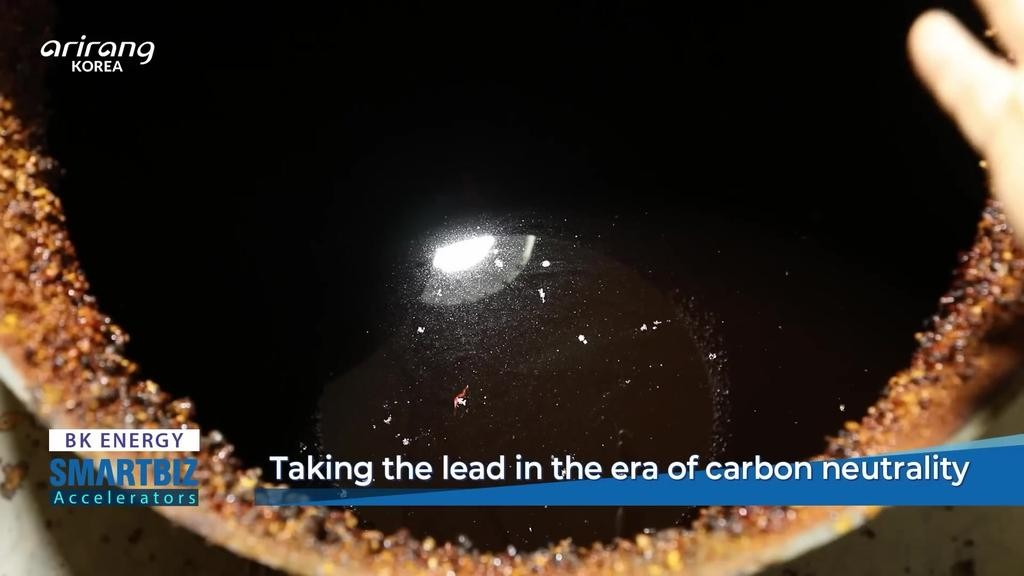 arirang
KOREA
BK ENERGY
SMARTBIZ
Accelerators
Taking the lead in the era of carbon neutrality